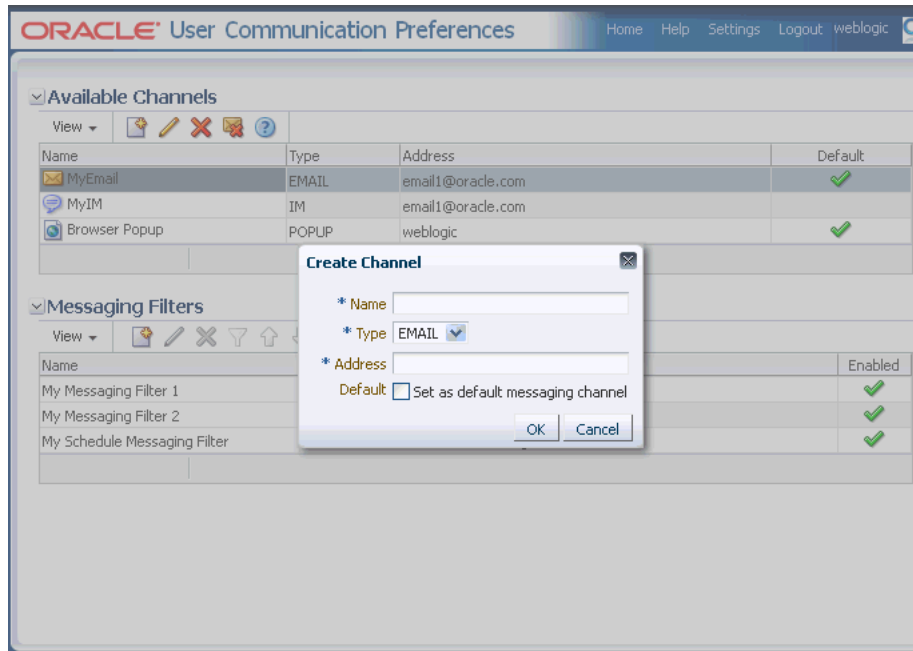 ORACLE User Communication Preferences
Home Help Settings Logout weblogic
Available Channels
View
Name Type Address Default
MyEmail EMAIL email1@oracle.com
MyIM IM email1@oracle.com
Browser Popup POPUP weblogic
Create Channel
* Name
* Type EMAIL
* Address
Default Set as default messaging channel
OK Cancel
Messaging Filters
View
Name Enabled
My Messaging Filter 1
My Messaging Filter 2
My Schedule Messaging Filter